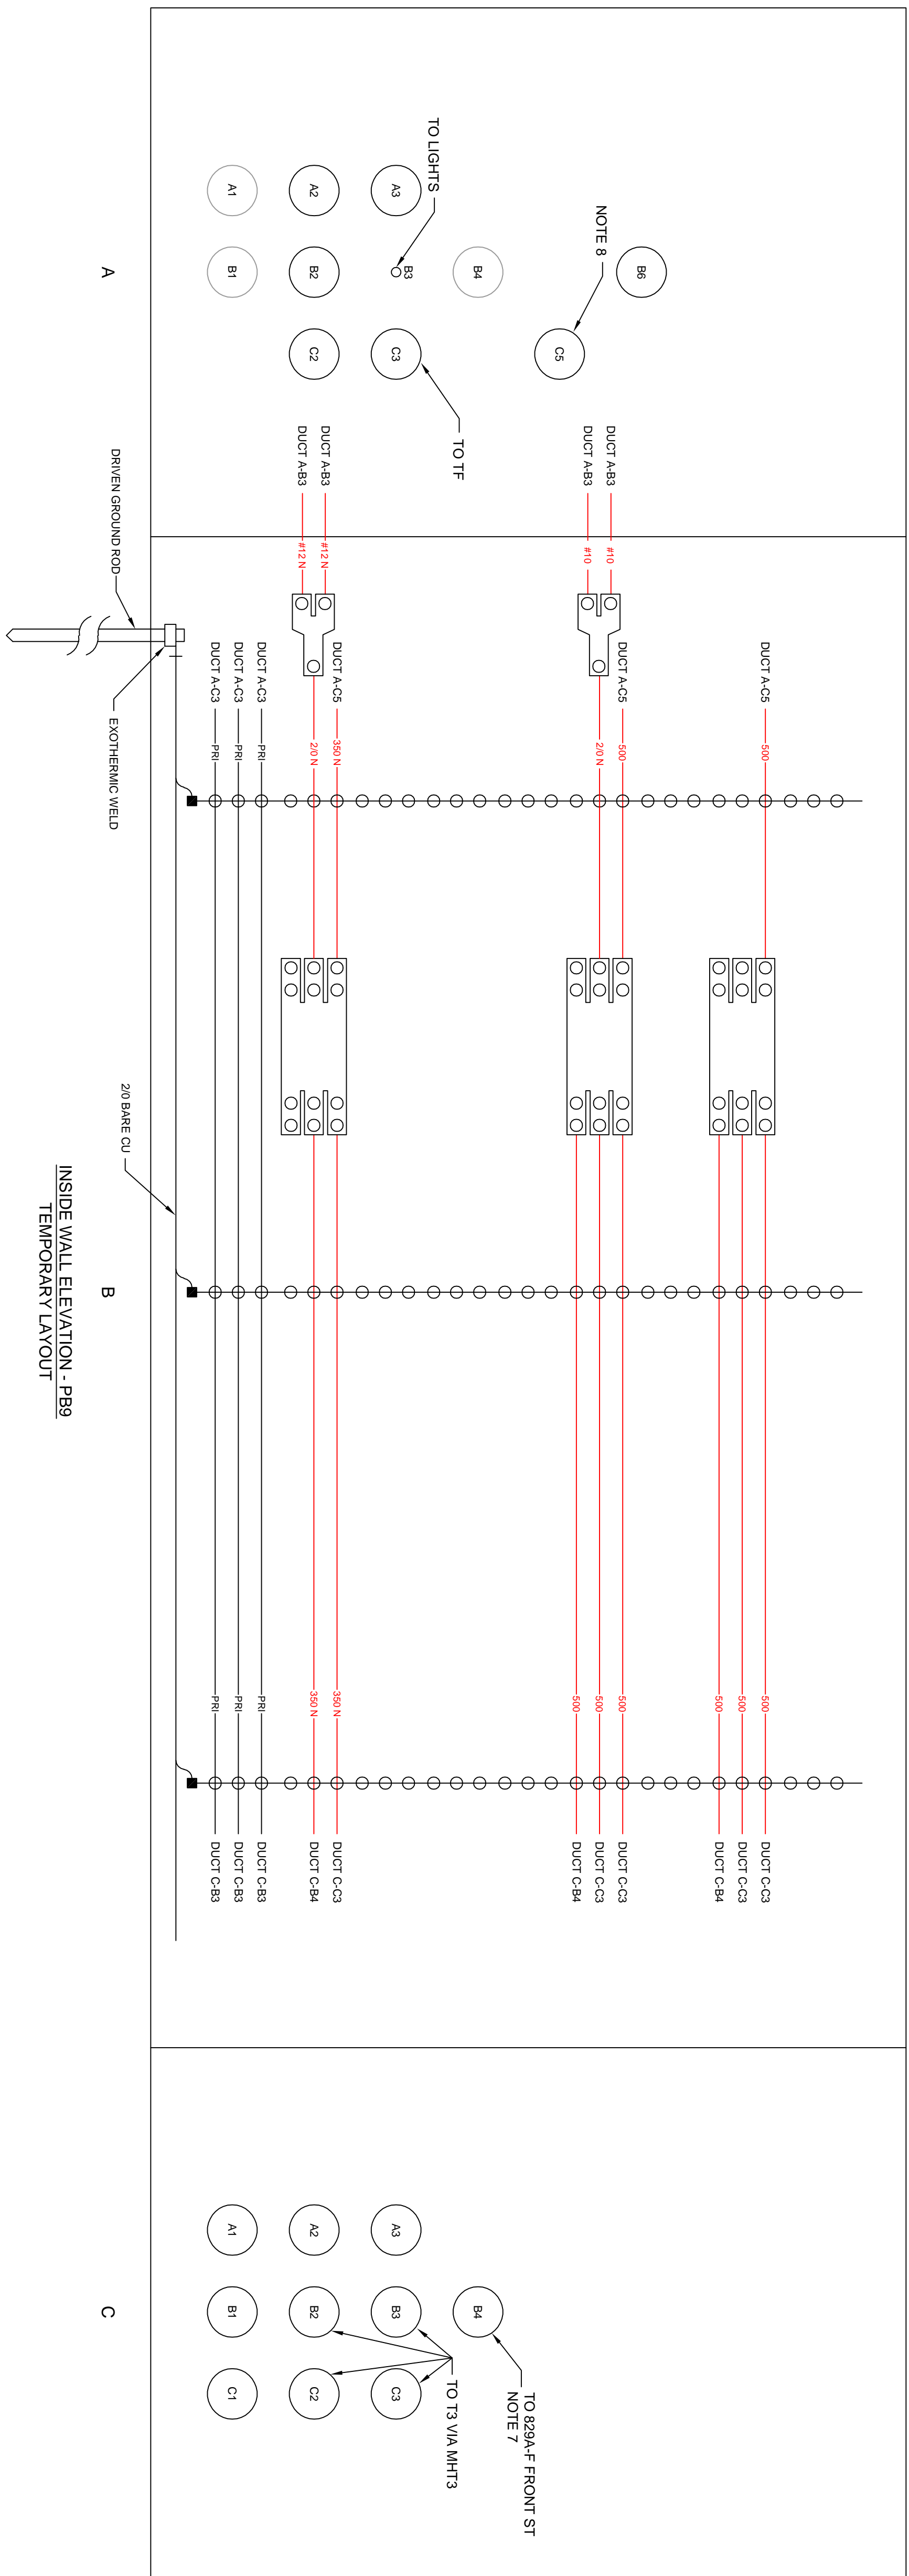 B6
NOTE 8
C5
B4
TO LIGHTS
A3
B3
C3
TO TF
A2
B2
C2
A1
B1
A
DUCT A-C5
500
500
DUCT C-C3
500
DUCT C-C3
500
DUCT C-B4
DUCT A-B3
#10
DUCT A-C5
500
500
DUCT C-C3
DUCT A-B3
#10
2/0 N
500
DUCT C-C3
500
DUCT C-B4
DUCT A-B3
#12 N
DUCT A-C5
350 N
350 N
DUCT C-C3
DUCT A-B3
#12 N
2/0 N
350 N
DUCT C-B4
DUCT A-C3
PRI
PRI
DUCT C-B3
DUCT A-C3
PRI
PRI
DUCT C-B3
DUCT A-C3
PRI
PRI
DUCT C-B3
DRIVEN GROUND ROD
EXOTHERMIC WELD
2/0 BARE CU
B
TO 829A-F FRONT ST
NOTE 7
B4
TO T3 VIA MHT3
A3
B3
C3
A2
B2
C2
A1
B1
C1
C
INSIDE WALL ELEVATION - PB9
TEMPORARY LAYOUT